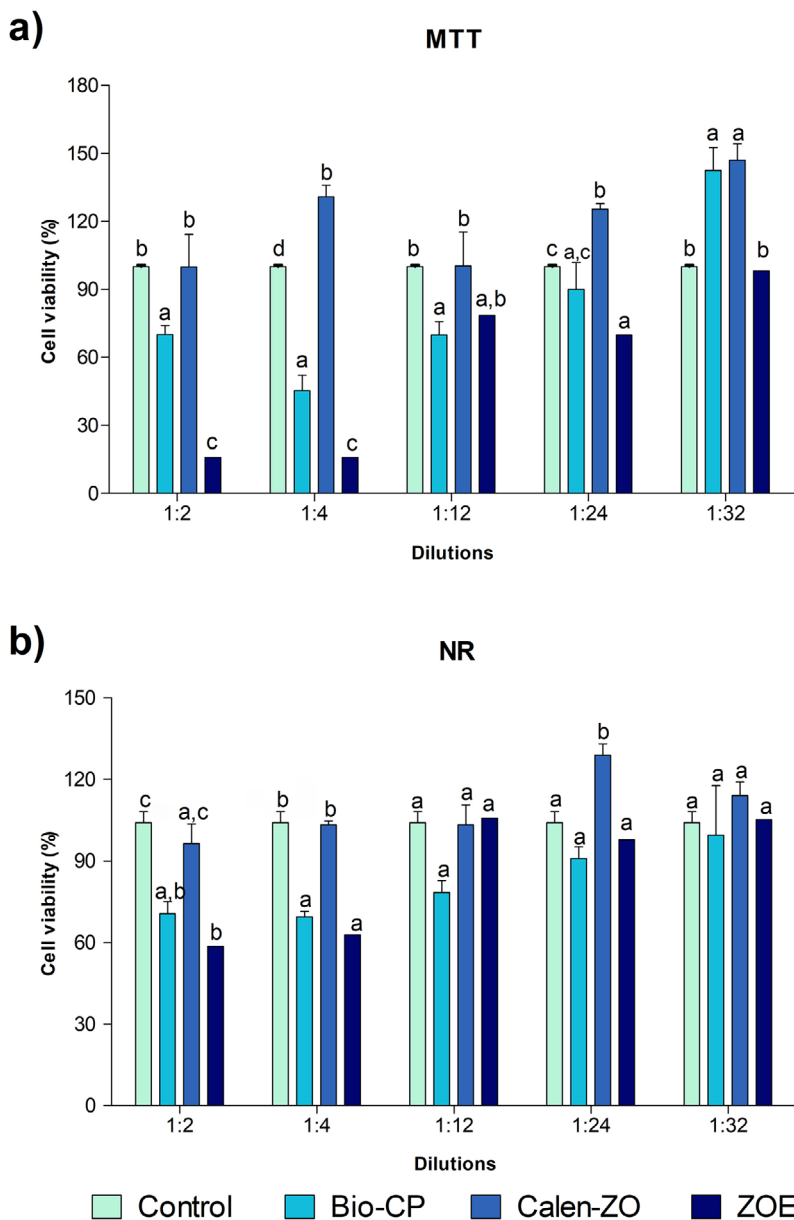 a)
MTT
Cell viability (%)
180
150
120
90
60
30
0
b a b c
d a b c
b a b a,b
c a,c b a
b a a b
1:2 1:4 1:12 1:24 1:32
Dilutions
b)
NR
Cell viability (%)
150
120
90
60
30
0
c a,b a,c b
b a b a
a a a a
a a b a
a a a a
1:2 1:4 1:12 1:24 1:32
Dilutions
Control Bio-CP Calen-ZO ZOE